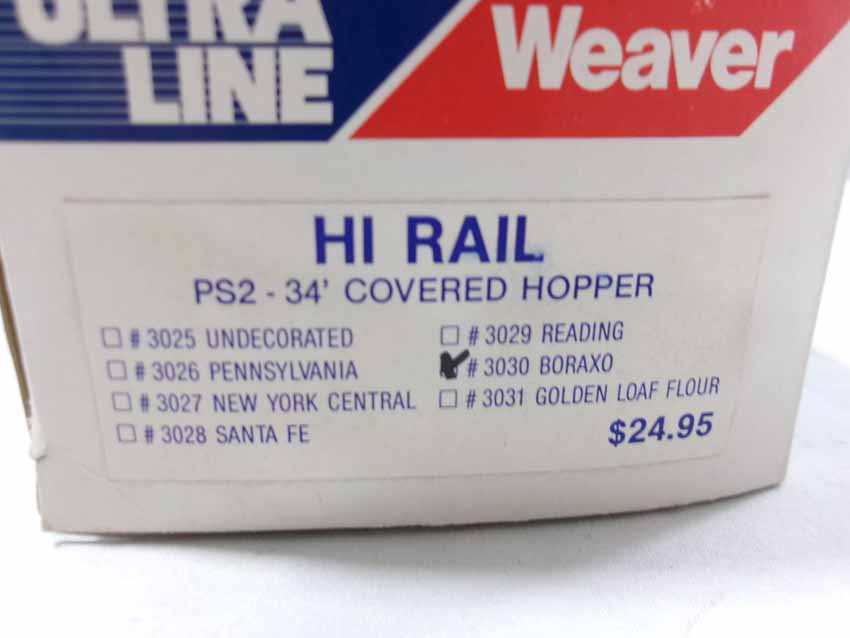 ULTRA
LINE
Weaver
HI RAIL
PS2 - 34' COVERED HOPPER
# 3025 UNDECORATED
# 3026 PENNSYLVANIA
# 3027 NEW YORK CENTRAL
# 3028 SANTA FE
# 3029 READING
# 3030 BORAXO
# 3031 GOLDEN LOAF FLOUR
$24.95